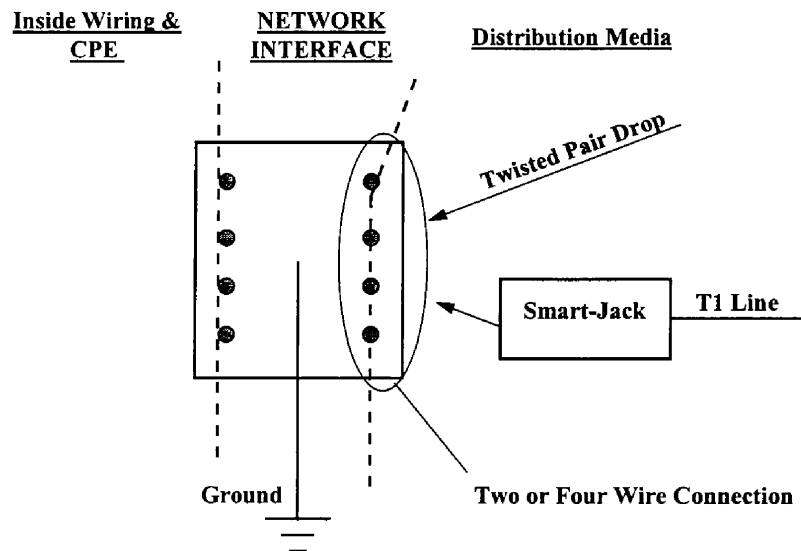 Inside Wiring &
CPE
NETWORK
INTERFACE
Distribution Media
Twisted Pair Drop
Smart-Jack
T1 Line
Ground
Two or Four Wire Connection